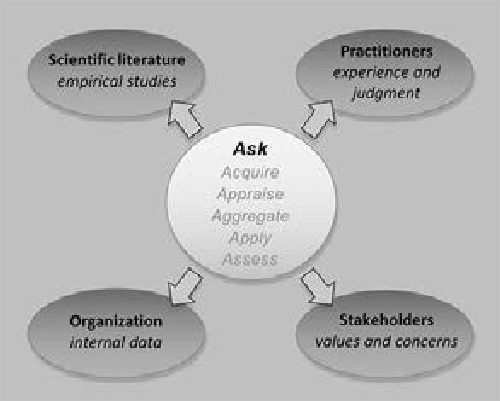 Scientific literature
empirical studies
Practitioners
experience and
judgment
Ask
Acquire
Appraise
Aggregate
Apply
Assess
Organization
internal data
Stakeholders
values and concerns